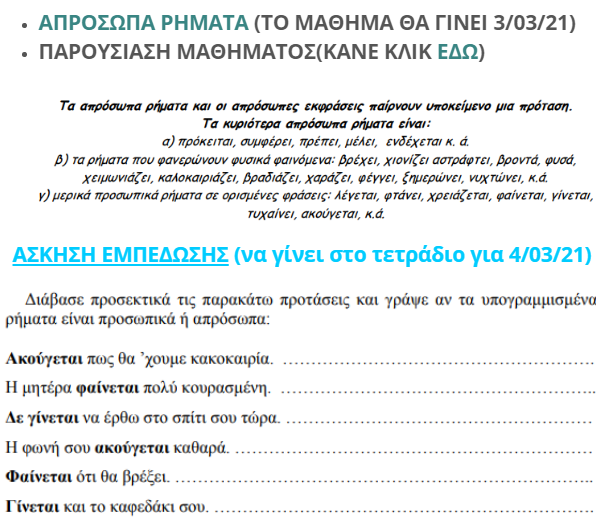 • ΑΠΡΟΣΩΠΑ ΡΗΜΑΤΑ (ΤΟ ΜΑΘΗΜΑ ΘΑ ΓΙΝΕΙ 3/03/21)
• ΠΑΡΟΥΣΙΑΣΗ ΜΑΘΗΜΑΤΟΣ(ΚΑΝΕ ΚΛΙΚ ΕΔΩ)
Τα απρόσωπα ρήματα και οι απρόσωπες εκφράσεις παίρνουν υποκείμενο μια πρόταση.
Τα κυριότερα απρόσωπα ρήματα είναι:
α) πρόκειται, συμφέρει, πρέπει, μέλει, ενδέχεται κ. ά.
β) τα ρήματα που φανερώνουν φυσικά φαινόμενα: βρέχει, χιονίζει αστράφτει, βροντά, φυσά,
χειμωνιάζει, καλοκαιριάζει, βραδιάζει, χαράζει, φέγγει, ξημερώνει, νυχτώνει, κ.ά.
γ) μερικά προσωπικά ρήματα σε ορισμένες φράσεις: λέγεται, φτάνει, χρειάζεται, φαίνεται, γίνεται,
τυχαίνει, ακούγεται, κ.ά.
ΑΣΚΗΣΗ ΕΜΠΕΔΩΣΗΣ (να γίνει στο τετράδιο για 4/03/21)
Διάβασε προσεκτικά τις παρακάτω προτάσεις και γράψε αν τα υπογραμμισμένα
ρήματα είναι προσωπικά ή απρόσωπα:
Ακούγεται πως θα ’χουμε κακοκαιρία. ……………………………………………….
Η μητέρα φαίνεται πολύ κουρασμένη. ………………………………………………..
Δε γίνεται να έρθω στο σπίτι σου τώρα. ………………………………………………
Η φωνή σου ακούγεται καθαρά. ………………………………………………………
Φαίνεται ότι θα βρέξει. ………………………………………………………………..
Γίνεται και το καφεδάκι σου. ………………………………………………………….